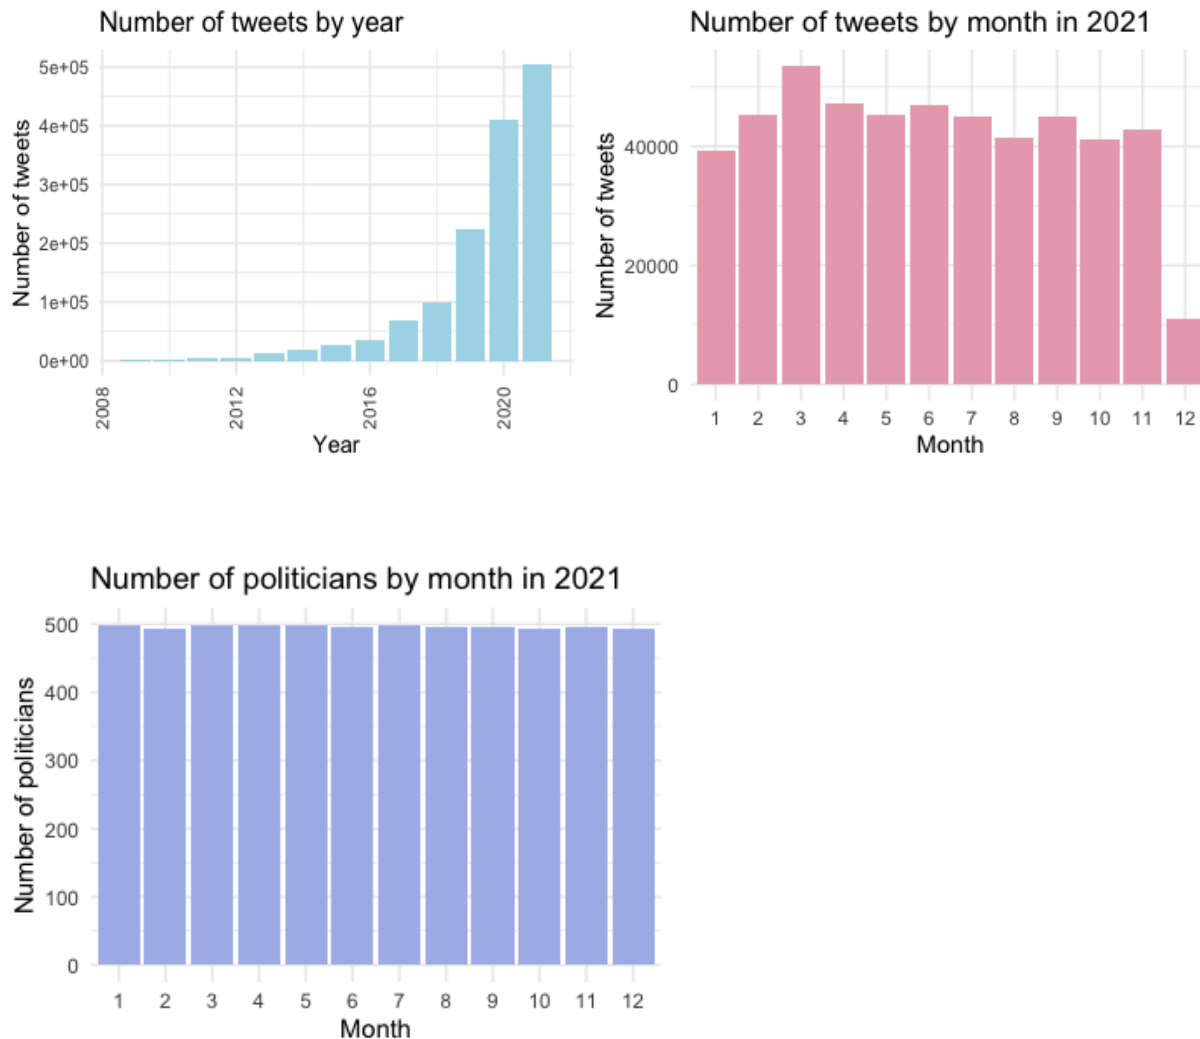 Number of tweets by year
Number of tweets
5e+05
4e+05
3e+05
2e+05
1e+05
0e+00
2008
2012
2016
2020
Year
Number of tweets by month in 2021
Number of tweets
40000
20000
0
1 2 3 4 5 6 7 8 9 10 11 12
Month
Number of politicians by month in 2021
Number of politicians
500
400
300
200
100
0
1 2 3 4 5 6 7 8 9 10 11 12
Month